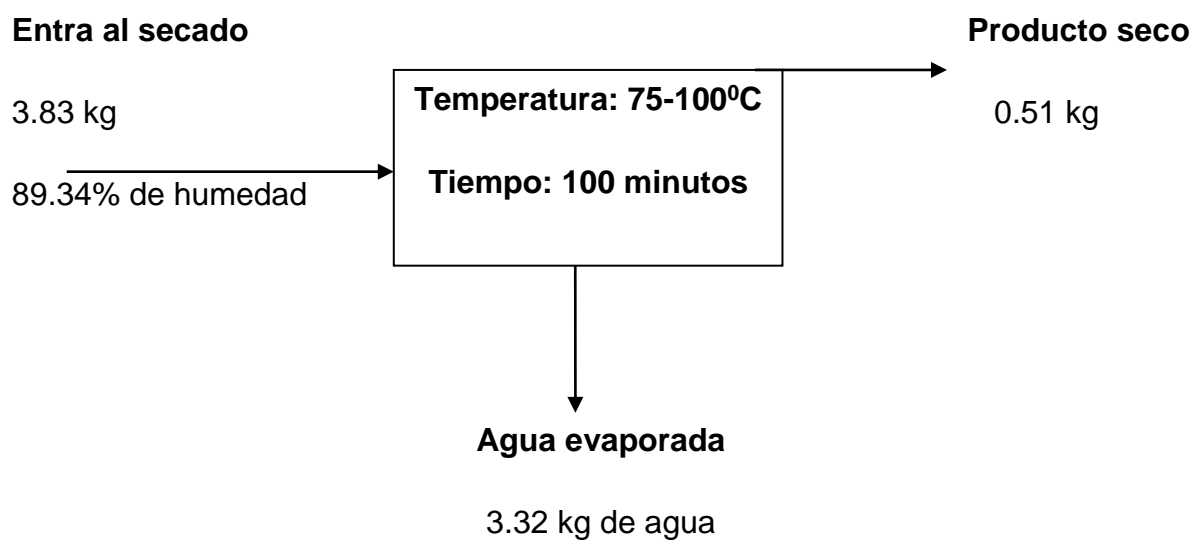 Entra al secado
Producto seco
Temperatura: 75-100⁰C
3.83 kg
0.51 kg
Tiempo: 100 minutos
89.34% de humedad
Agua evaporada
3.32 kg de agua